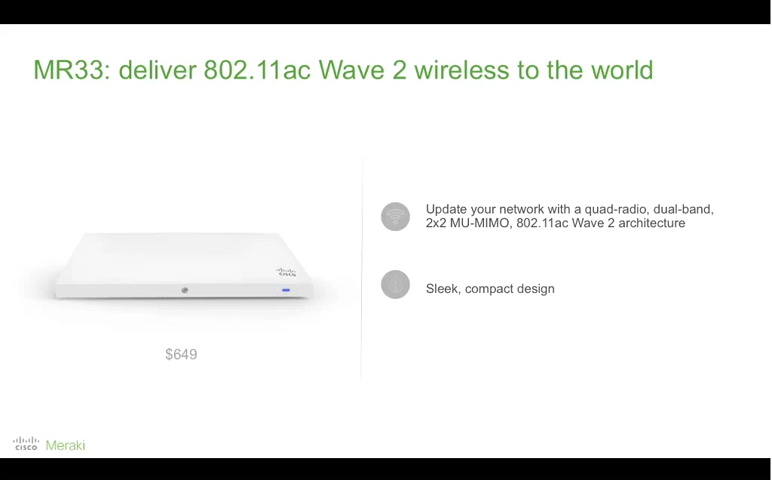 MR33: deliver 802.11ac Wave 2 wireless to the world
Update your network with a quad-radio, dual-band,
2x2 MU-MIMO, 802.11ac Wave 2 architecture
CISCO
Sleek, compact design
$649
CISCO Meraki